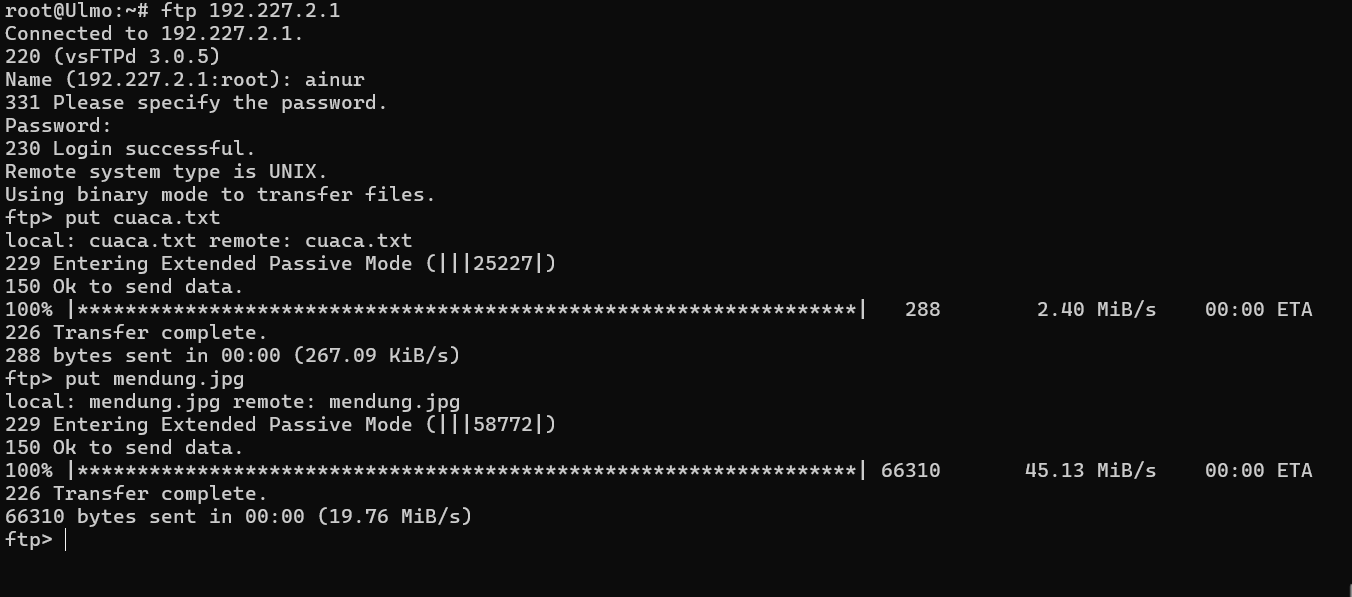 root@Ulmo:~# ftp 192.227.2.1
Connected to 192.227.2.1.
220 (vsFTPd 3.0.5)
Name (192.227.2.1:root): ainur
331 Please specify the password.
Password:
230 Login successful.
Remote system type is UNIX.
Using binary mode to transfer files.
ftp> put cuaca.txt
local: cuaca.txt remote: cuaca.txt
229 Entering Extended Passive Mode (|||25227|)
150 Ok to send data.
100% |*****************************************************************|   288        2.40 MiB/s    00:00 ETA
226 Transfer complete.
288 bytes sent in 00:00 (267.09 KiB/s)
ftp> put mendung.jpg
local: mendung.jpg remote: mendung.jpg
229 Entering Extended Passive Mode (|||58772|)
150 Ok to send data.
100% |*****************************************************************| 66310       45.13 MiB/s    00:00 ETA
226 Transfer complete.
66310 bytes sent in 00:00 (19.76 MiB/s)
ftp>